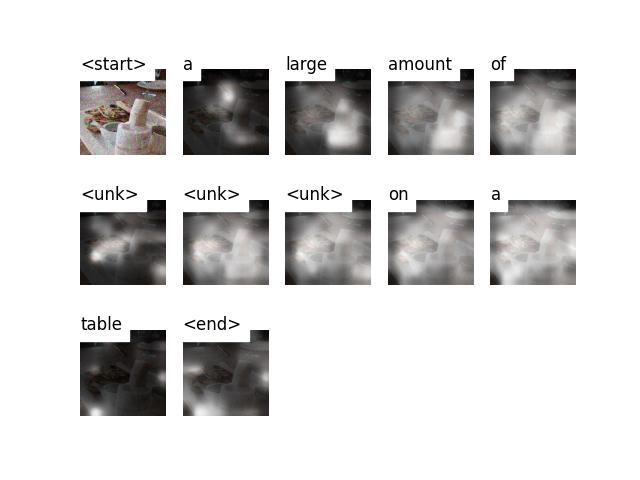 <start> a large amount of
<unk> <unk> <unk> on a
table <end>